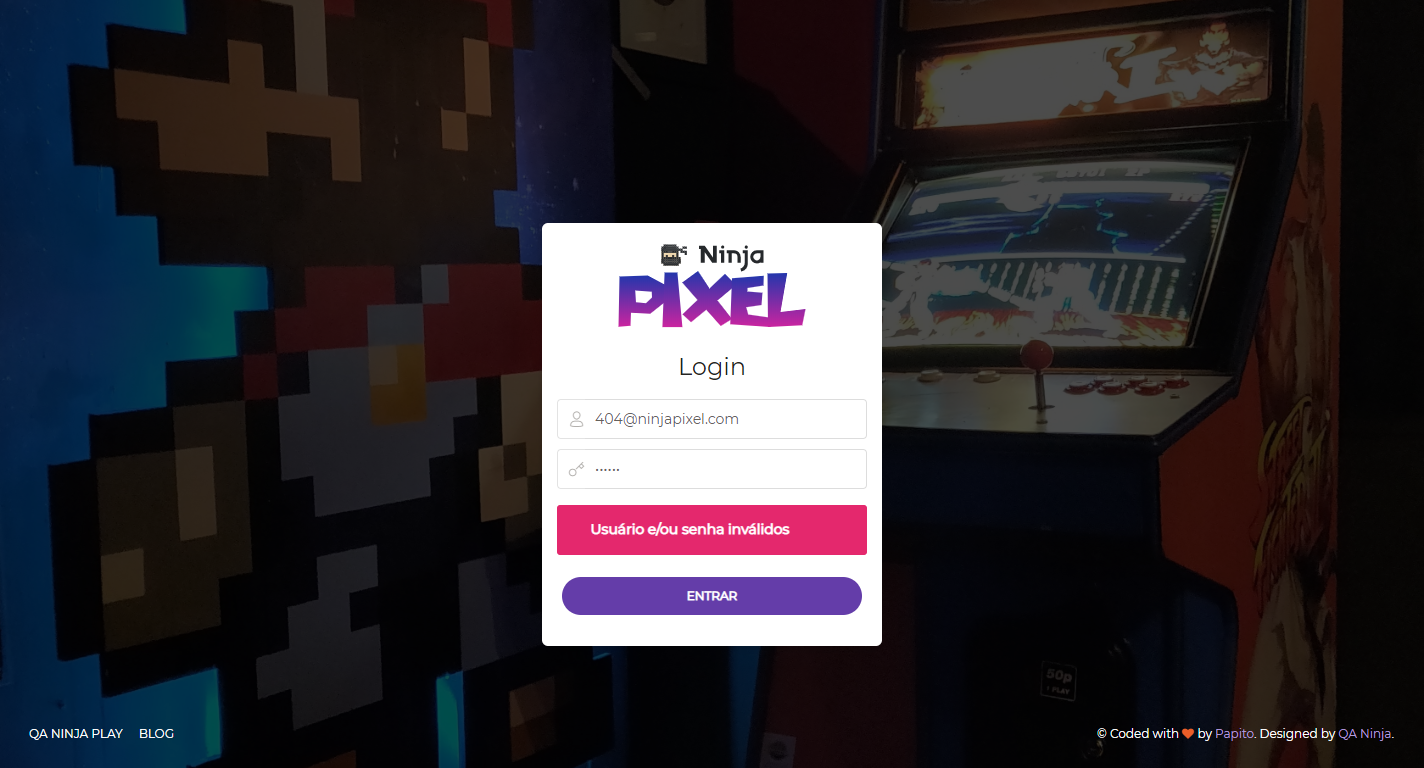 Ninja
PIXEL
Login
404@ninjapixel.com
······
Usuário e/ou senha inválidos
ENTRAR
50p
PLAY
QA NINJA PLAY BLOG
© Coded with ❤ by Papito. Designed by QA Ninja.